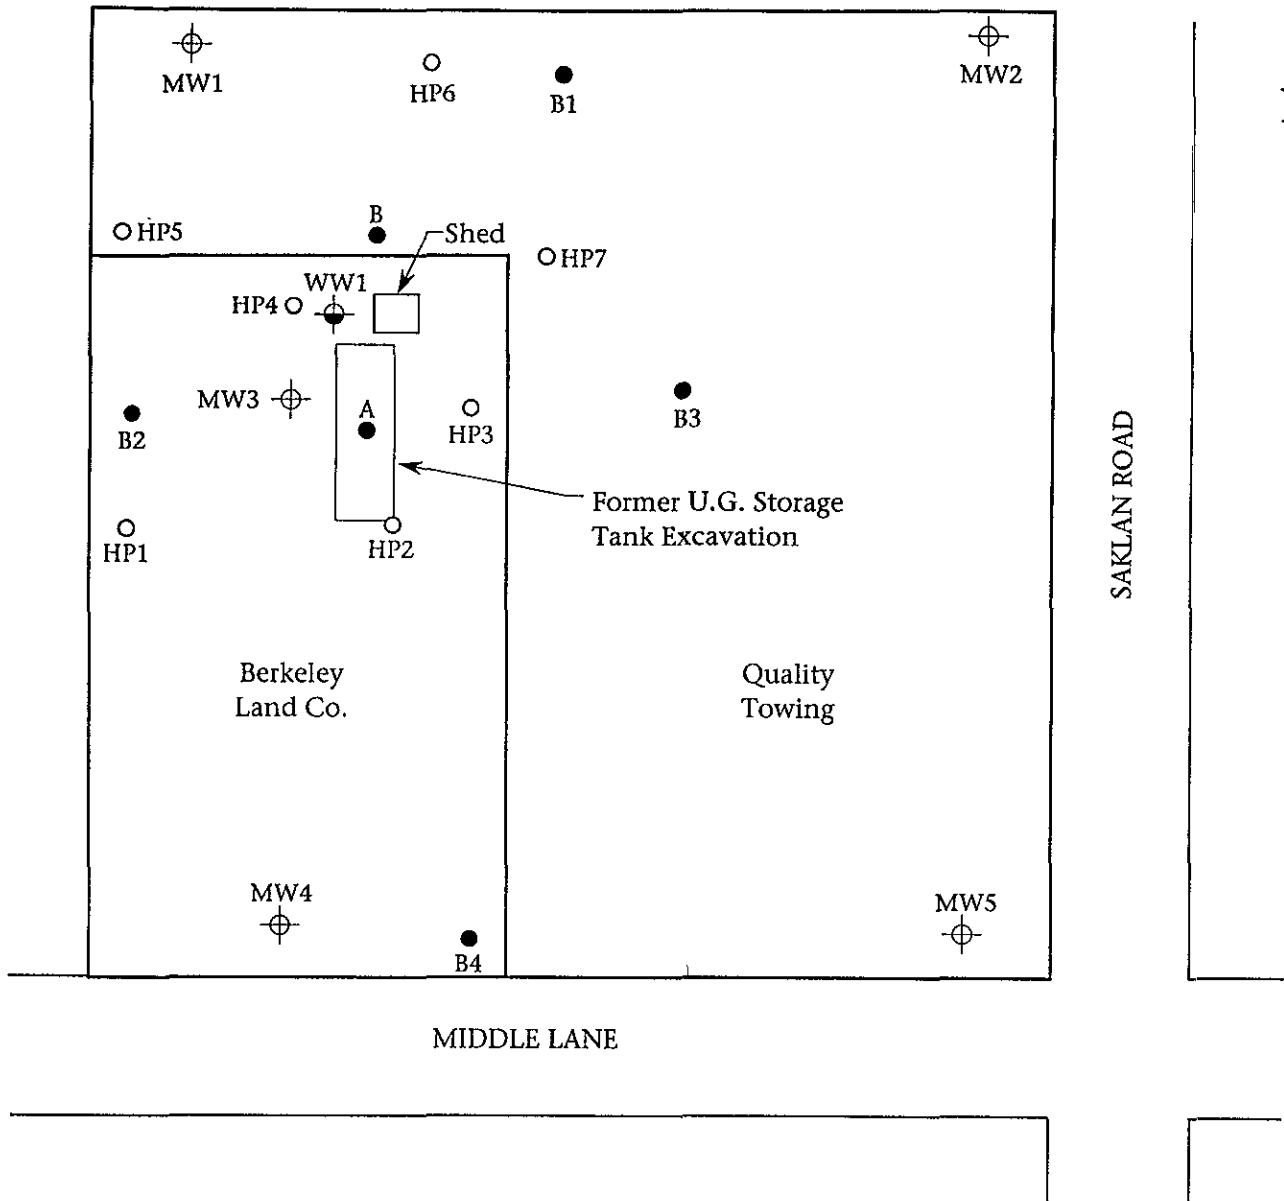 MW1
HP6
B1
MW2
HP5
B
Shed
HP7
WW1
HP4
MW3
A
HP3
B3
B2
Former U.G. Storage
Tank Excavation
HP1
HP2
SAKLAN ROAD
Berkeley
Land Co.
Quality
Towing
MW4
MW5
B4
MIDDLE LANE